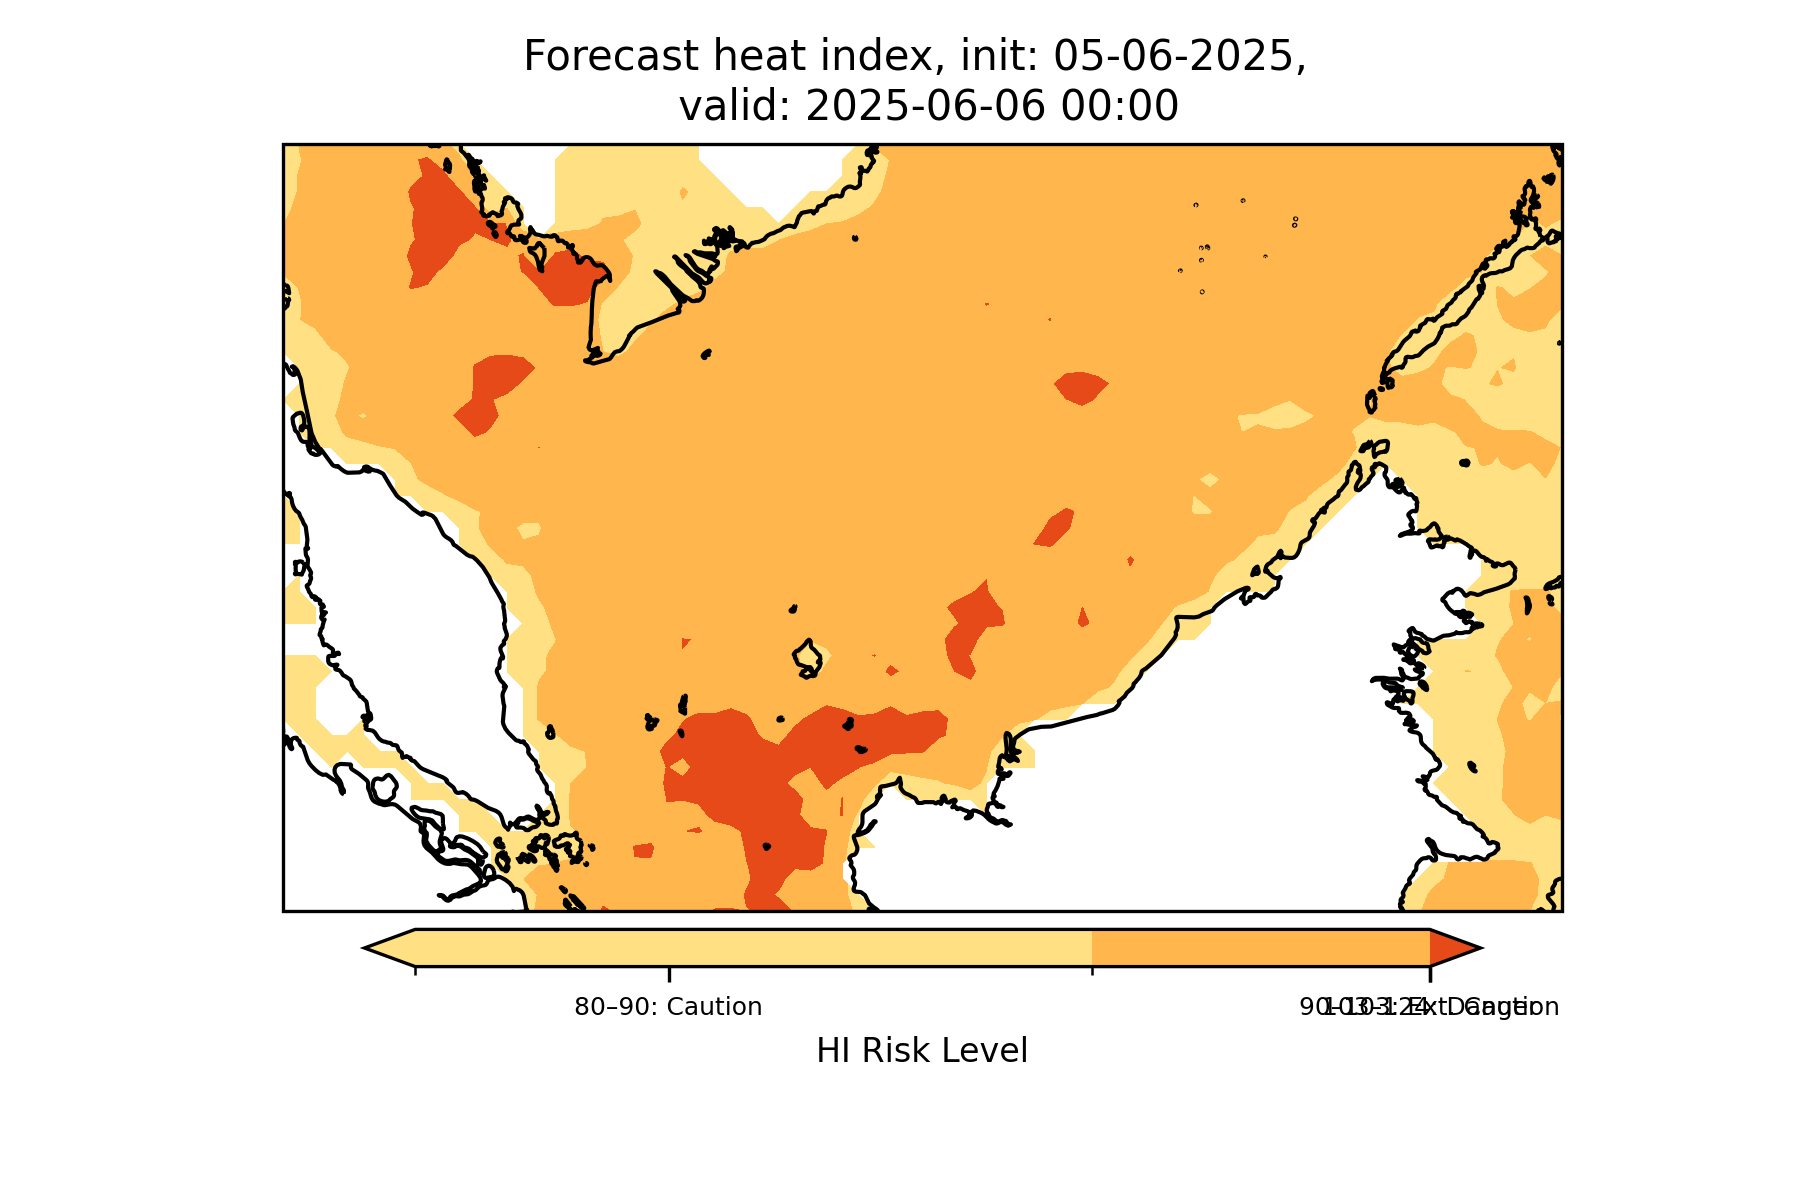 Forecast heat index, init: 05-06-2025,
valid: 2025-06-06 00:00
80–90: Caution
HI Risk Level